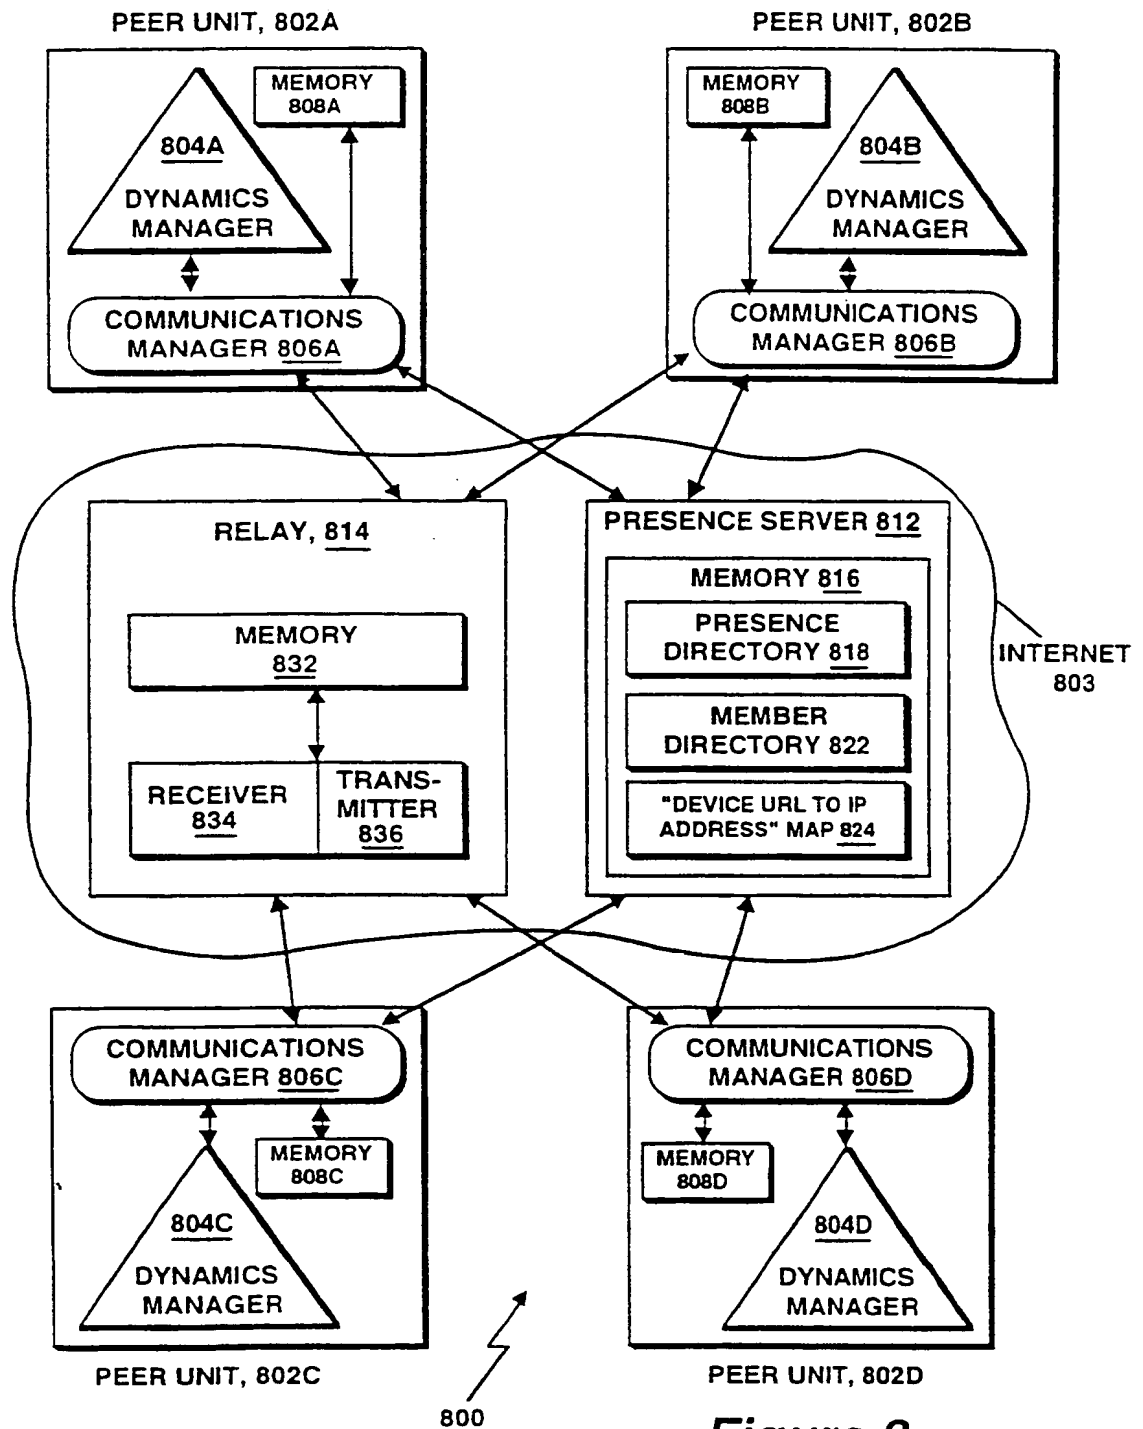 PEER UNIT, 802A
PEER UNIT, 802B
MEMORY
808A
804A
DYNAMICS
MANAGER
COMMUNICATIONS
MANAGER 806A
MEMORY
808B
804B
DYNAMICS
MANAGER
COMMUNICATIONS
MANAGER 806B
RELAY, 814
MEMORY
832
RECEIVER
834
TRANS-
MITTER
836
PRESENCE SERVER 812
MEMORY 816
PRESENCE
DIRECTORY 818
MEMBER
DIRECTORY 822
"DEVICE URL TO IP
ADDRESS" MAP 824
INTERNET
803
COMMUNICATIONS
MANAGER 806C
MEMORY
808C
804C
DYNAMICS
MANAGER
COMMUNICATIONS
MANAGER 806D
MEMORY
808D
804D
DYNAMICS
MANAGER
PEER UNIT, 802C
PEER UNIT, 802D
800